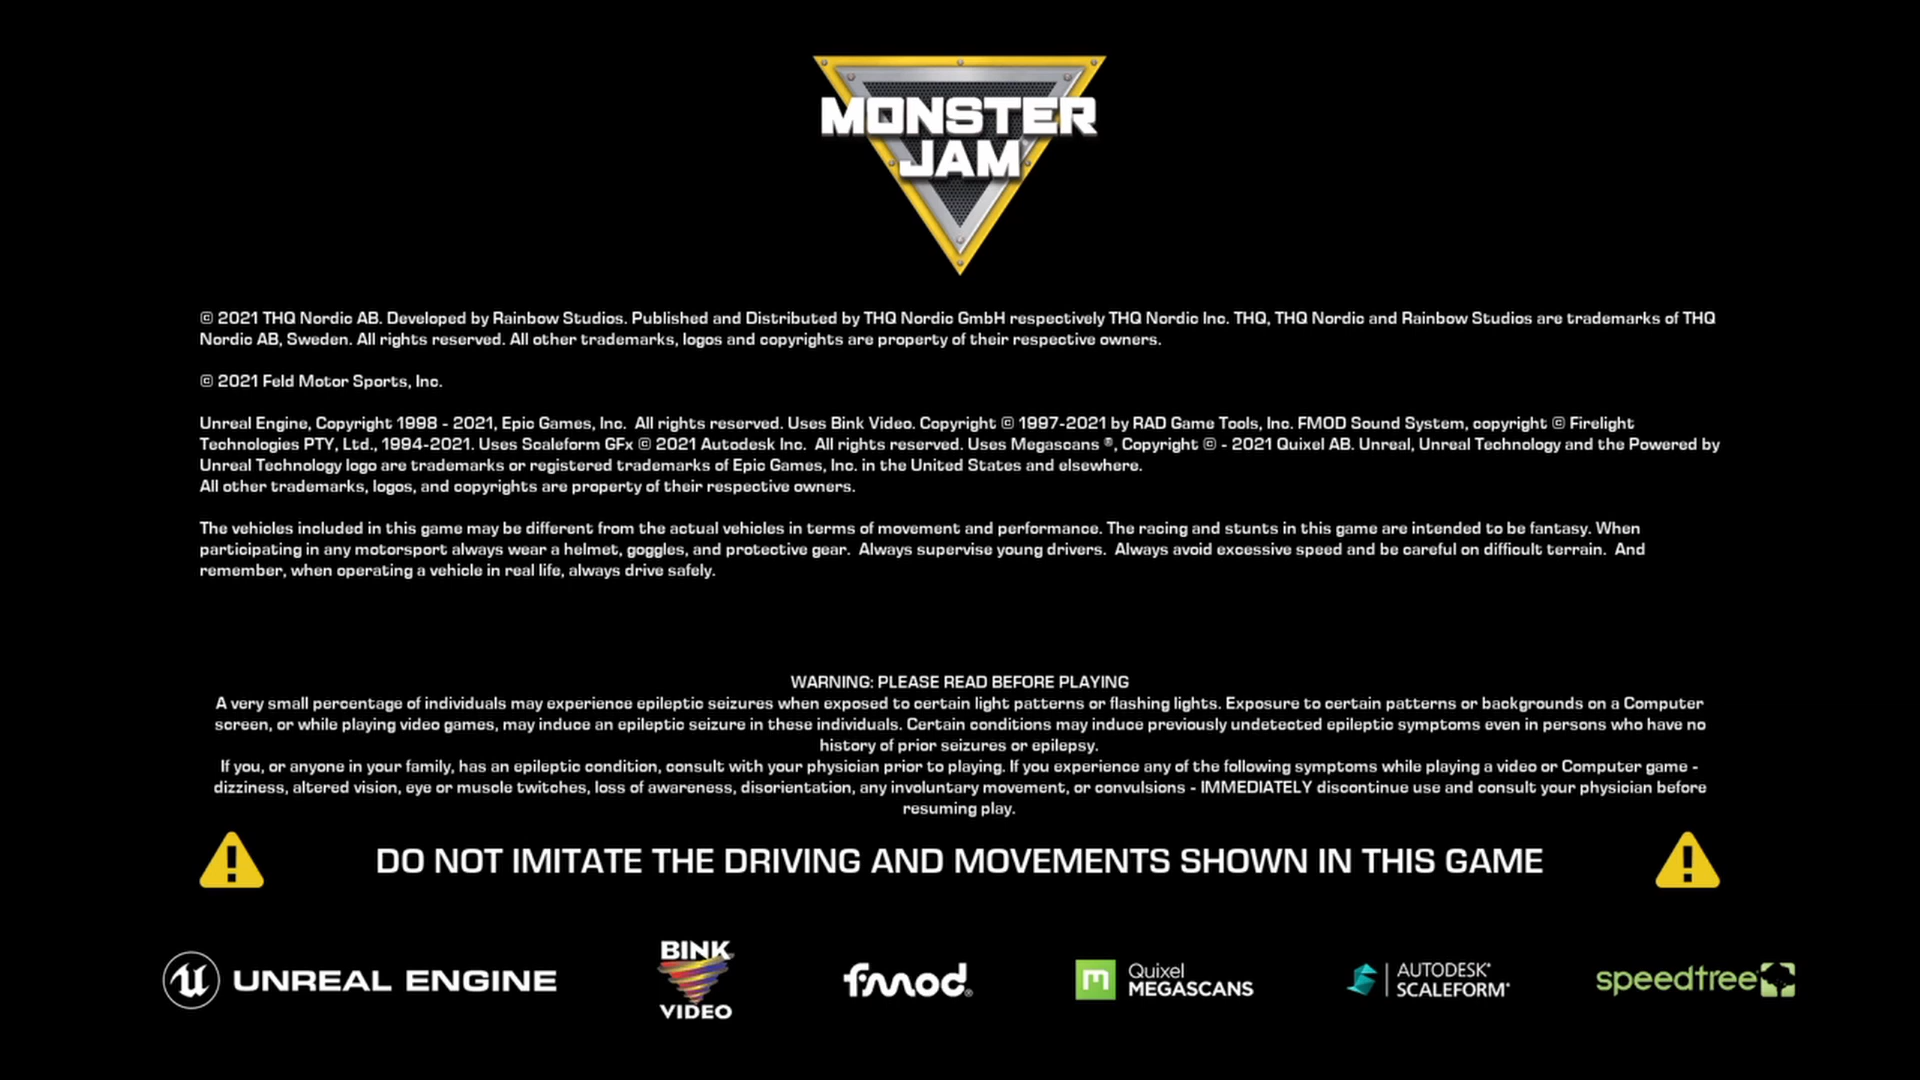 MONSTER
JAM
© 2021 THQ Nordic AB. Developed by Rainbow Studios. Published and Distributed by THQ Nordic GmbH respectively THQ Nordic Inc. THQ, THQ Nordic and Rainbow Studios are trademarks of THQ
Nordic AB, Sweden. All rights reserved. All other trademarks, logos and copyrights are property of their respective owners.
© 2021 Feld Motor Sports, Inc.
Unreal Engine, Copyright 1998 - 2021, Epic Games, Inc.  All rights reserved. Uses Bink Video. Copyright © 1997-2021 by RAD Game Tools, Inc. FMOD Sound System, copyright © Firelight
Technologies PTY, Ltd., 1994-2021. Uses Scaleform GFx © 2021 Autodesk Inc.  All rights reserved. Uses Megascans ®, Copyright © - 2021 Quixel AB. Unreal, Unreal Technology and the Powered by
Unreal Technology logo are trademarks or registered trademarks of Epic Games, Inc. in the United States and elsewhere.
All other trademarks, logos, and copyrights are property of their respective owners.
The vehicles included in this game may be different from the actual vehicles in terms of movement and performance. The racing and stunts in this game are intended to be fantasy. When
participating in any motorsport always wear a helmet, goggles, and protective gear.  Always supervise young drivers.  Always avoid excessive speed and be careful on difficult terrain.  And
remember, when operating a vehicle in real life, always drive safely.
WARNING: PLEASE READ BEFORE PLAYING
A very small percentage of individuals may experience epileptic seizures when exposed to certain light patterns or flashing lights. Exposure to certain patterns or backgrounds on a Computer
screen, or while playing video games, may induce an epileptic seizure in these individuals. Certain conditions may induce previously undetected epileptic symptoms even in persons who have no
history of prior seizures or epilepsy.
If you, or anyone in your family, has an epileptic condition, consult with your physician prior to playing. If you experience any of the following symptoms while playing a video or Computer game -
dizziness, altered vision, eye or muscle twitches, loss of awareness, disorientation, any involuntary movement, or convulsions - IMMEDIATELY discontinue use and consult your physician before
resuming play.
DO NOT IMITATE THE DRIVING AND MOVEMENTS SHOWN IN THIS GAME
UNREAL ENGINE
BINK
VIDEO
fmod®
Quixel
MEGASCANS
AUTODESK®
SCALEFORM®
speedtree